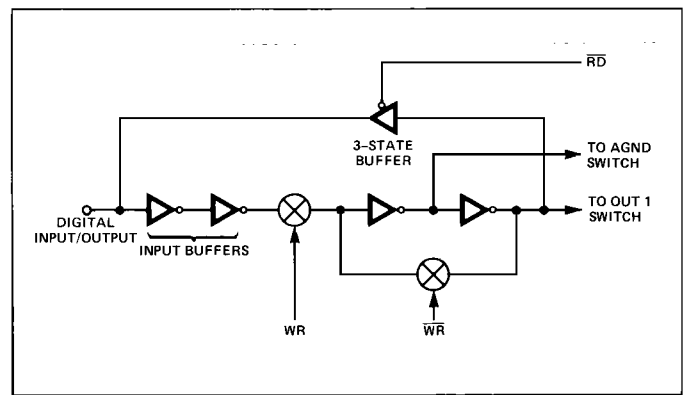 RD
3–STATE
BUFFER
TO AGND
SWITCH
TO OUT 1
SWITCH
DIGITAL
INPUT/OUTPUT
INPUT BUFFERS
WR
WR